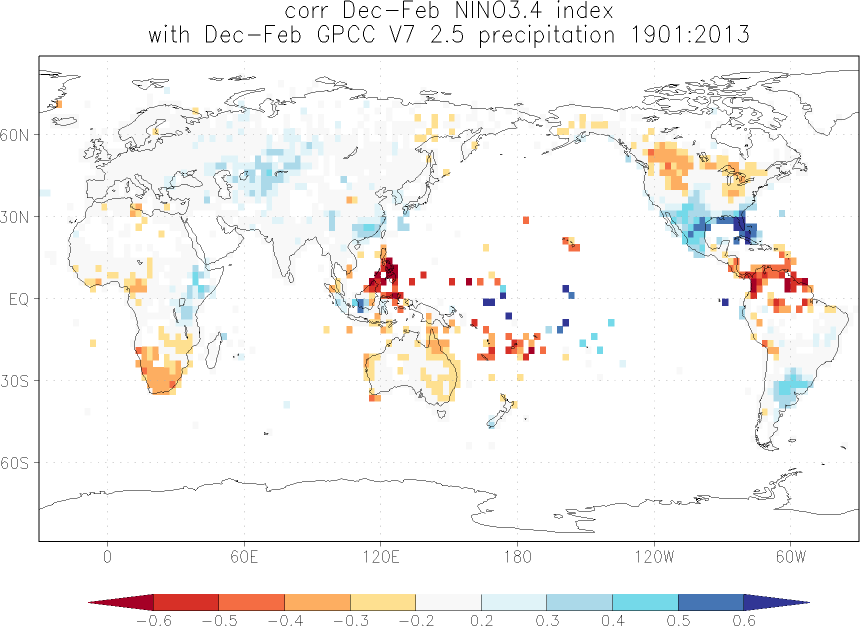 corr Dec-Feb NINO3.4 index
with Dec-Feb GPCC V7 2.5 precipitation 1901:2013
60N
30N
EQ
30S
60S
0 60E 120E 180 120W 60W
-0.6 -0.5 -0.4 -0.3 -0.2 0.2 0.3 0.4 0.5 0.6